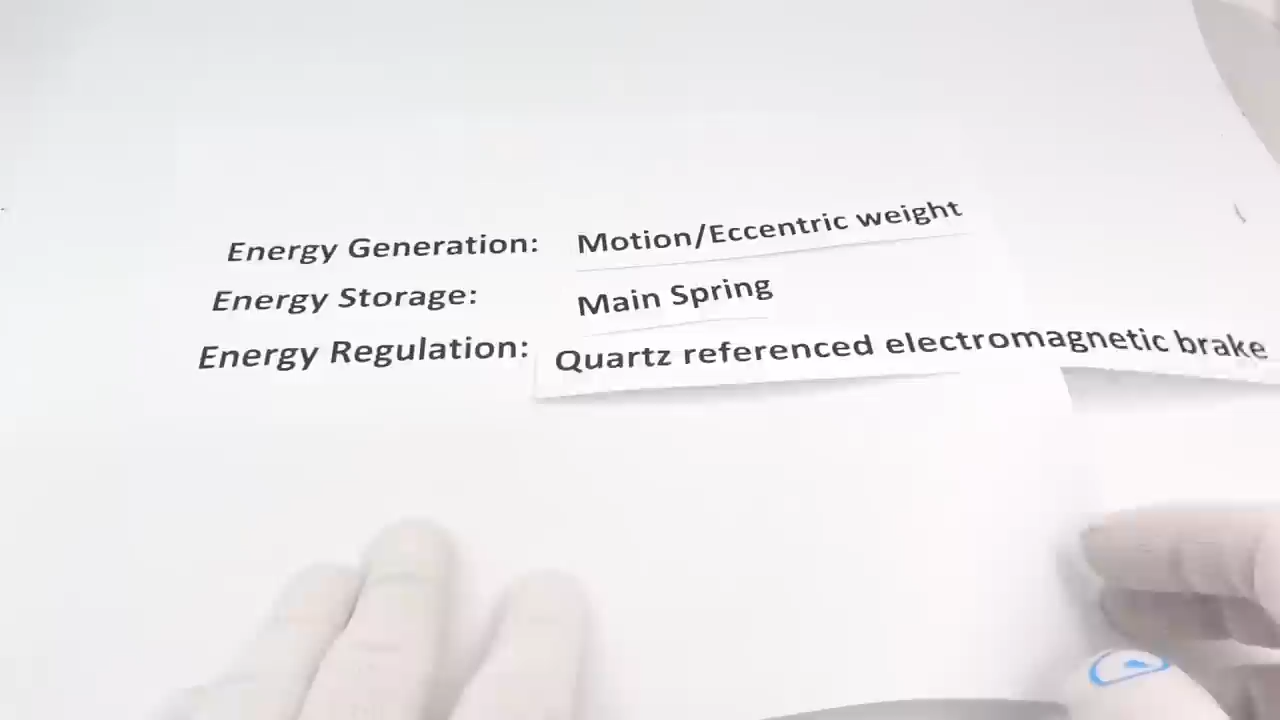 Energy Generation: Motion/Eccentric weight
Energy Storage: Main Spring
Energy Regulation: Quartz referenced electromagnetic brake